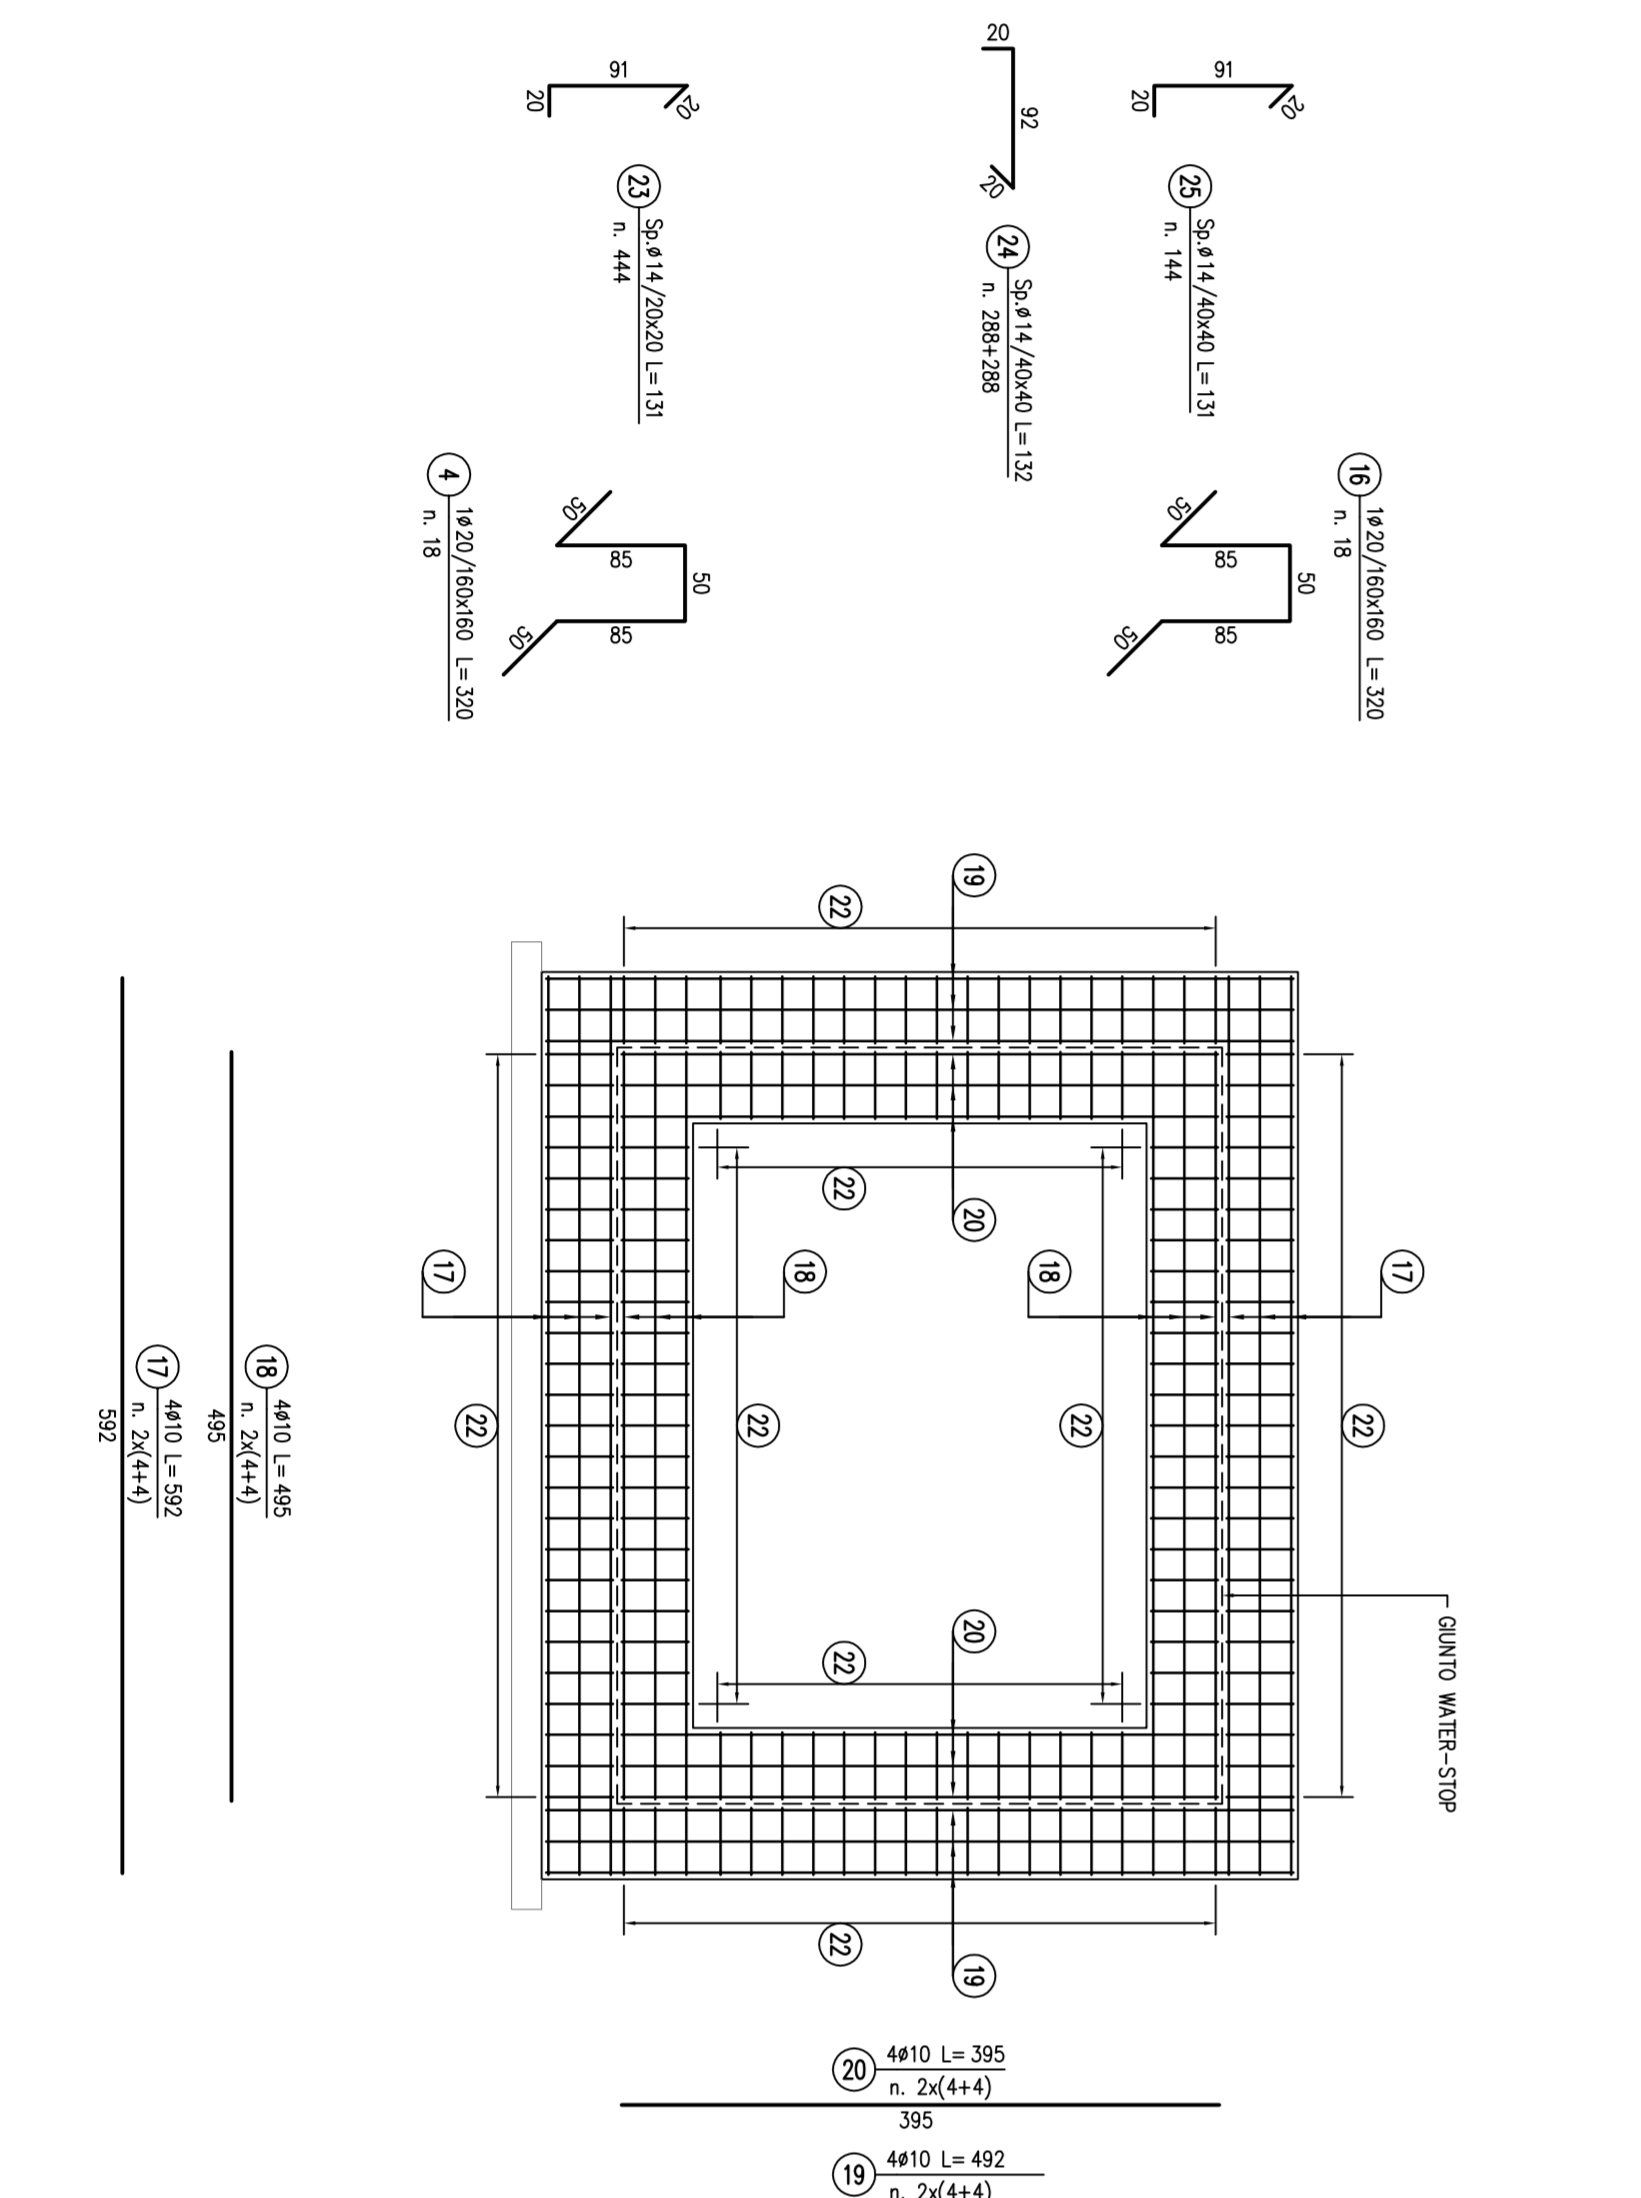 20
92
20
91
20
20
91
20
20
23
Sp.ø14/20x20 L=131
n. 444
24
Sp.ø14/40x40 L=132
n. 288+288
25
Sp.ø14/40x40 L=131
n. 144
4
1ø20/160x160 L=320
n. 18
50
85
50
85
50
16
1ø20/160x160 L=320
n. 18
50
85
50
85
50
19
22
22
20
17
18
18
17
22
22
22
22
20
22
22
19
GIUNTO WATER-STOP
18
4ø10 L=495
n. 2x(4+4)
495
17
4ø10 L=592
n. 2x(4+4)
592
20
4ø10 L=395
n. 2x(4+4)
395
19
4ø10 L=492
n. 2x(4+4)